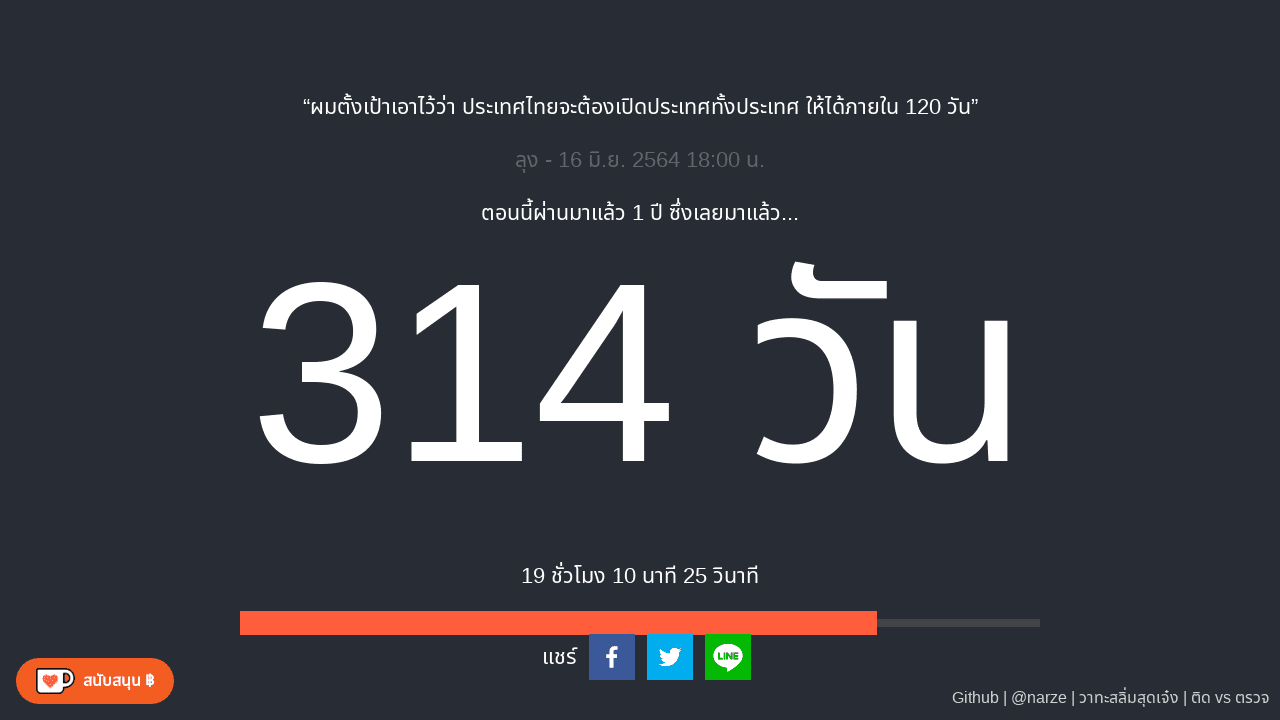 “ผมตั้งเป้าเอาไว้ว่า ประเทศไทยจะต้องเปิดประเทศทั้งประเทศ ให้ได้ภายใน 120 วัน”
ลุง - 16 มิ.ย. 2564 18:00 น.
ตอนนี้ผ่านมาแล้ว 1 ปี ซึ่งเลยมาแล้ว...
314 วัน
19 ชั่วโมง 10 นาที 25 วินาที
แชร์
LINE
สนับสนุน ฿
Github | @narze | วาทะสลิ่มสุดเจ๋ง | ติด vs ตรวจ